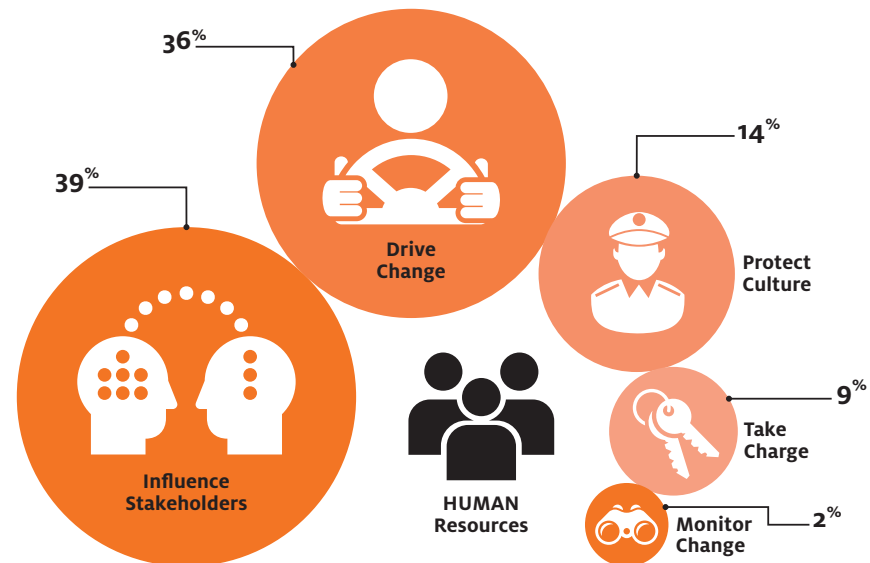 36%
Drive
Change
14%
Protect
Culture
39%
Influence
Stakeholders
HUMAN
Resources
9%
Take
Charge
2%
Monitor
Change